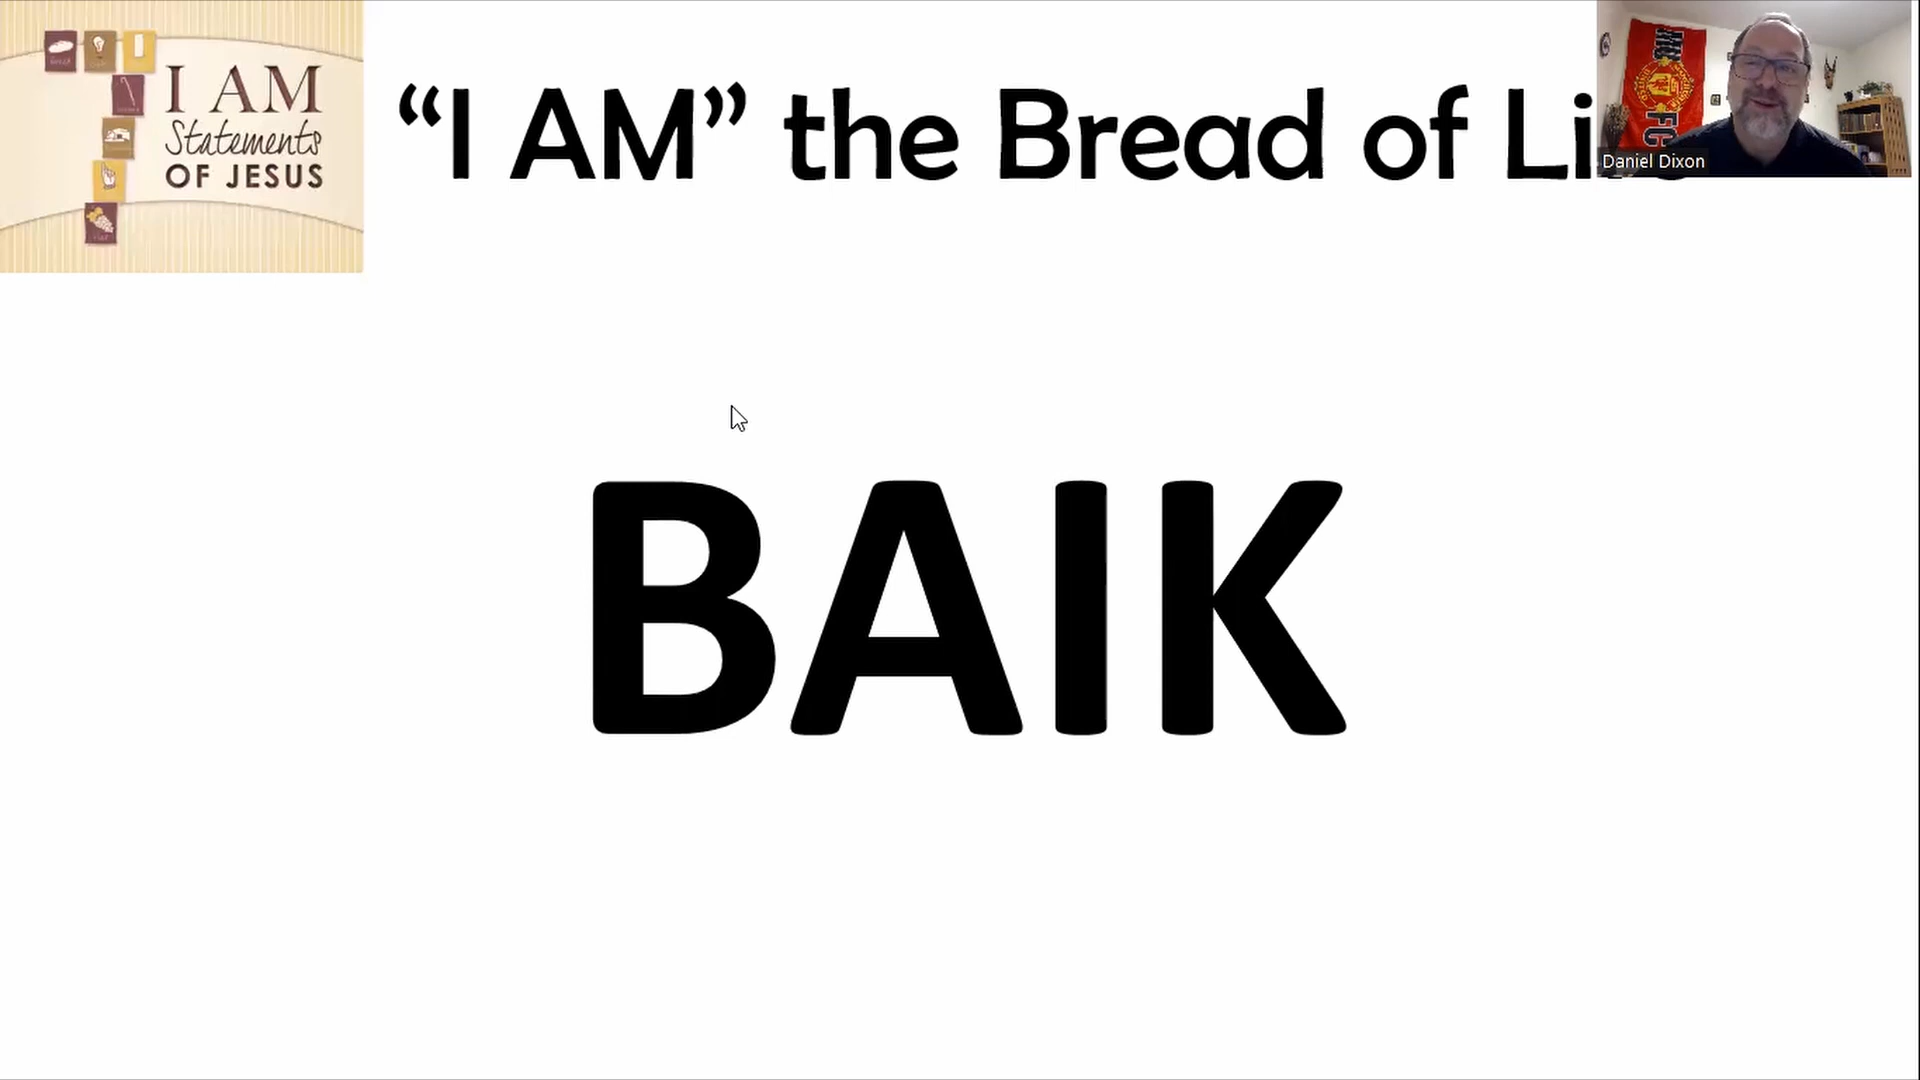 I AM
Statements
OF JESUS
“I AM” the Bread of Li
Daniel Dixon
BAIK